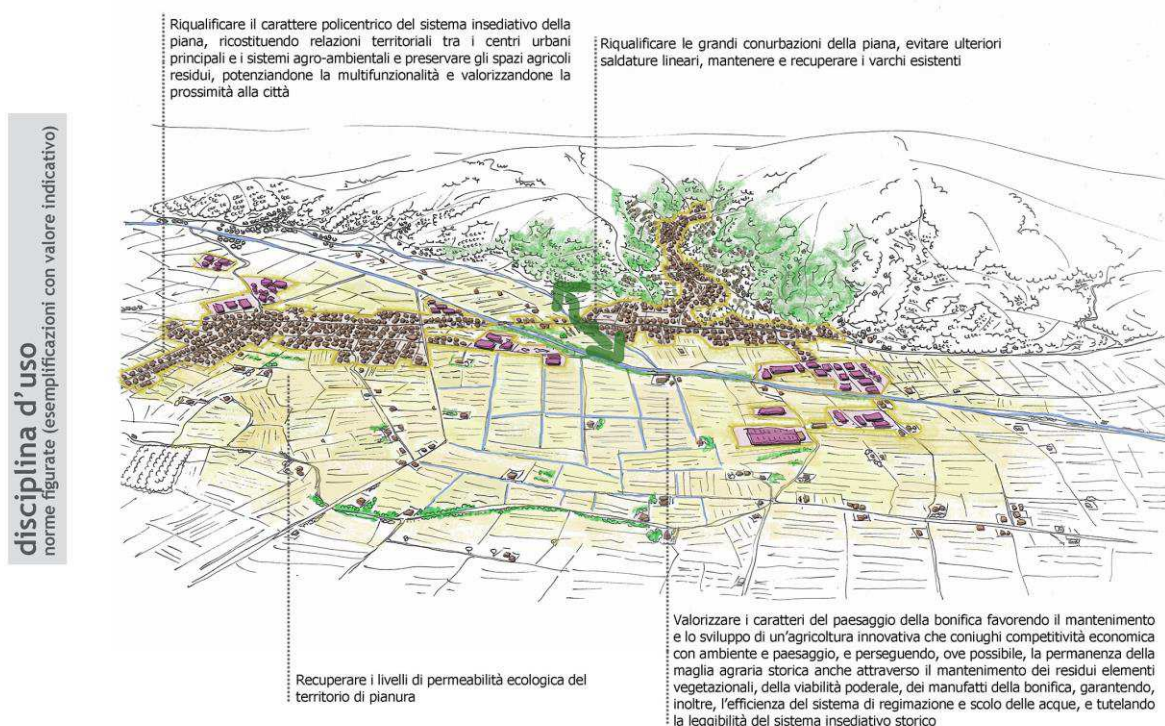 Riqualificare il carattere policentrico del sistema insediativo della
piana, ricostituendo relazioni territoriali tra i centri urbani
principali e i sistemi agro-ambientali e preservare gli spazi agricoli
residui, potenziandone la multifunzionalità e valorizzandone la
prossimità alla città
Riqualificare le grandi conurbazioni della piana, evitare ulteriori
saldature lineari, mantenere e recuperare i varchi esistenti
disciplina d'uso
norme figurate (esemplificazioni con valore indicativo)
Recuperare i livelli di permeabilità ecologica del
territorio di pianura
Valorizzare i caratteri del paesaggio della bonifica favorendo il mantenimento
e lo sviluppo di un'agricoltura innovativa che coniughi competitività economica
con ambiente e paesaggio, e perseguendo, ove possibile, la permanenza della
maglia agraria storica anche attraverso il mantenimento dei residui elementi
vegetazionali, della viabilità poderale, dei manufatti della bonifica, garantendo,
inoltre, l'efficienza del sistema di regimazione e scolo delle acque, e tutelando
la leggibilità del sistema insediativo storico